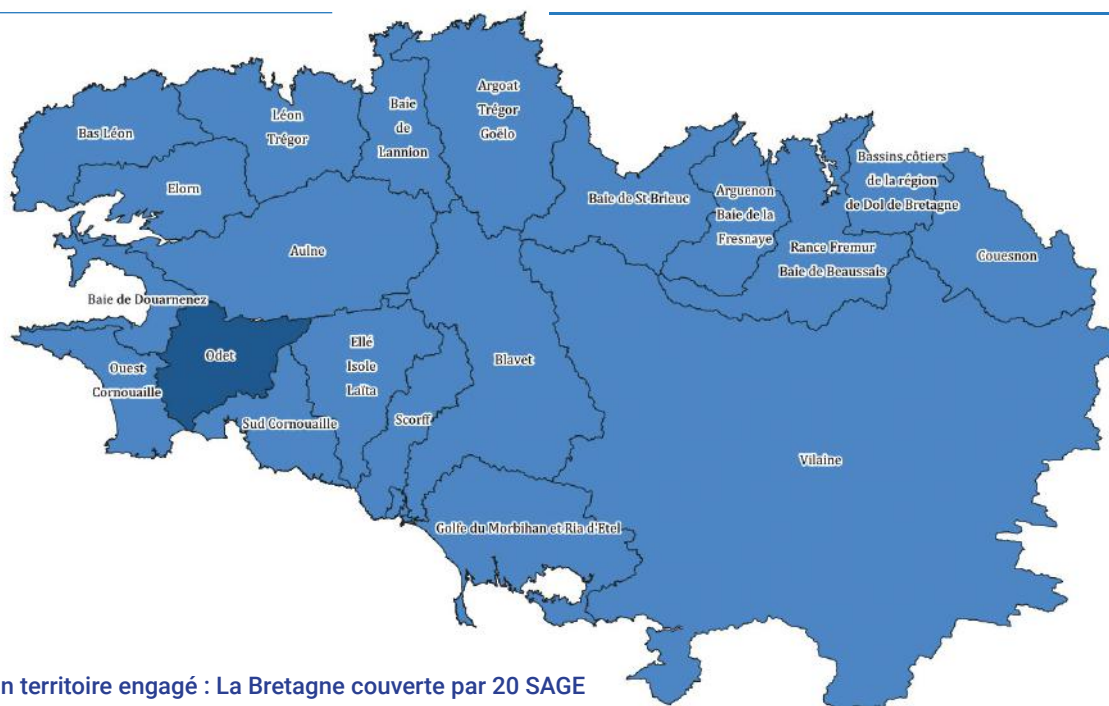 Argoat
Trégor
Goëlo
Baie
de
Lannion
Léon
Trégor
Bas Léon
Elorn
Bassins côtiers
de la région
de Dol de Bretagne
Baie de St-Brieuc
Arguenon
Baie de la
Fresnaye
Rance Fremur
Baie de Beaussais
Couesnon
Aulne
Baie de Douarnenez
Odet
Ouest
Cornouaille
Ellé
Isole
Laïta
Blavet
Sud Cornouaille
Scorff
Vilaine
Golfe du Morbihan et Ria d'Etel
n territoire engagé : La Bretagne couverte par 20 SAGE